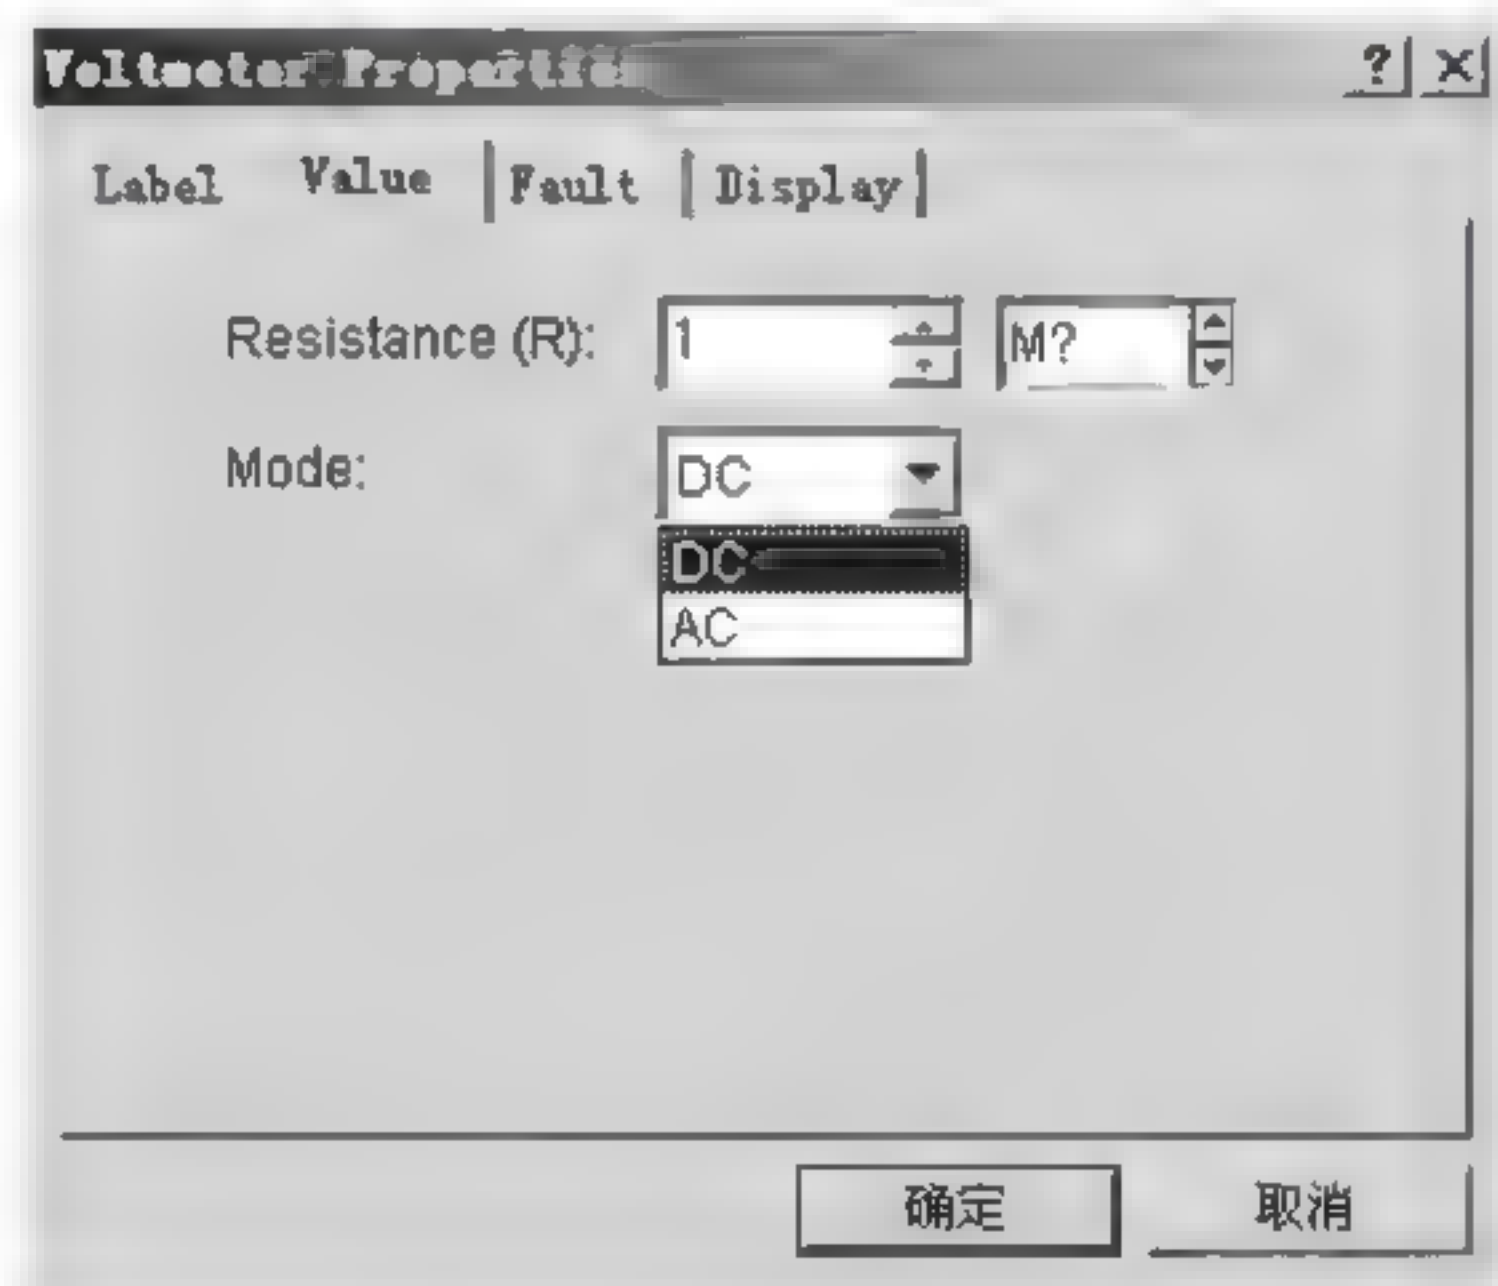 Voltmeter Properties
? ×
Label Value Fault Display
Resistance (R): 1 M?
Mode: DC
DC
AC
确定 取消